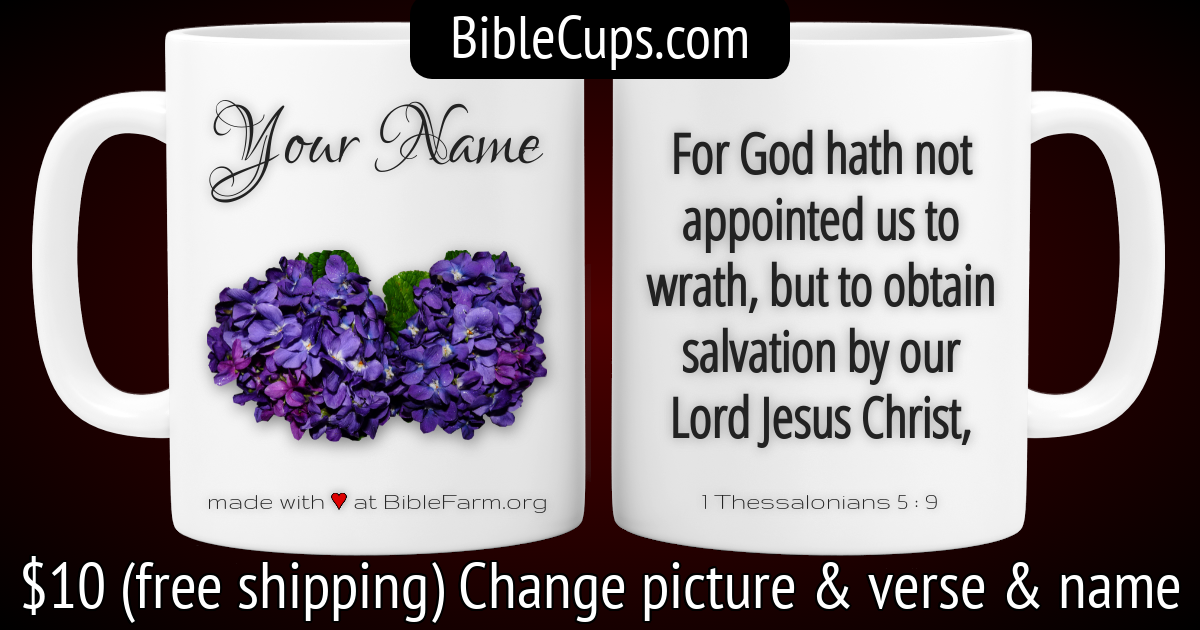 BibleCups.com
Your Name
made with ♥ at BibleFarm.org
For God hath not
appointed us to
wrath, but to obtain
salvation by our
Lord Jesus Christ,
1 Thessalonians 5 : 9
$10 (free shipping) Change picture & verse & name